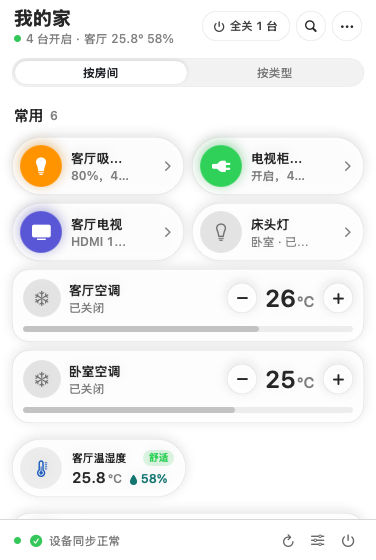 我的家
4 台开启 · 客厅 25.8° 58%
全关 1 台
按房间
按类型
常用 6
客厅吸...
80%，4...
电视柜...
开启，4...
客厅电视
HDMI 1...
床头灯
卧室 · 已...
客厅空调
已关闭
26°C
卧室空调
已关闭
25°C
客厅温湿度
舒适
25.8°C 58%
设备同步正常